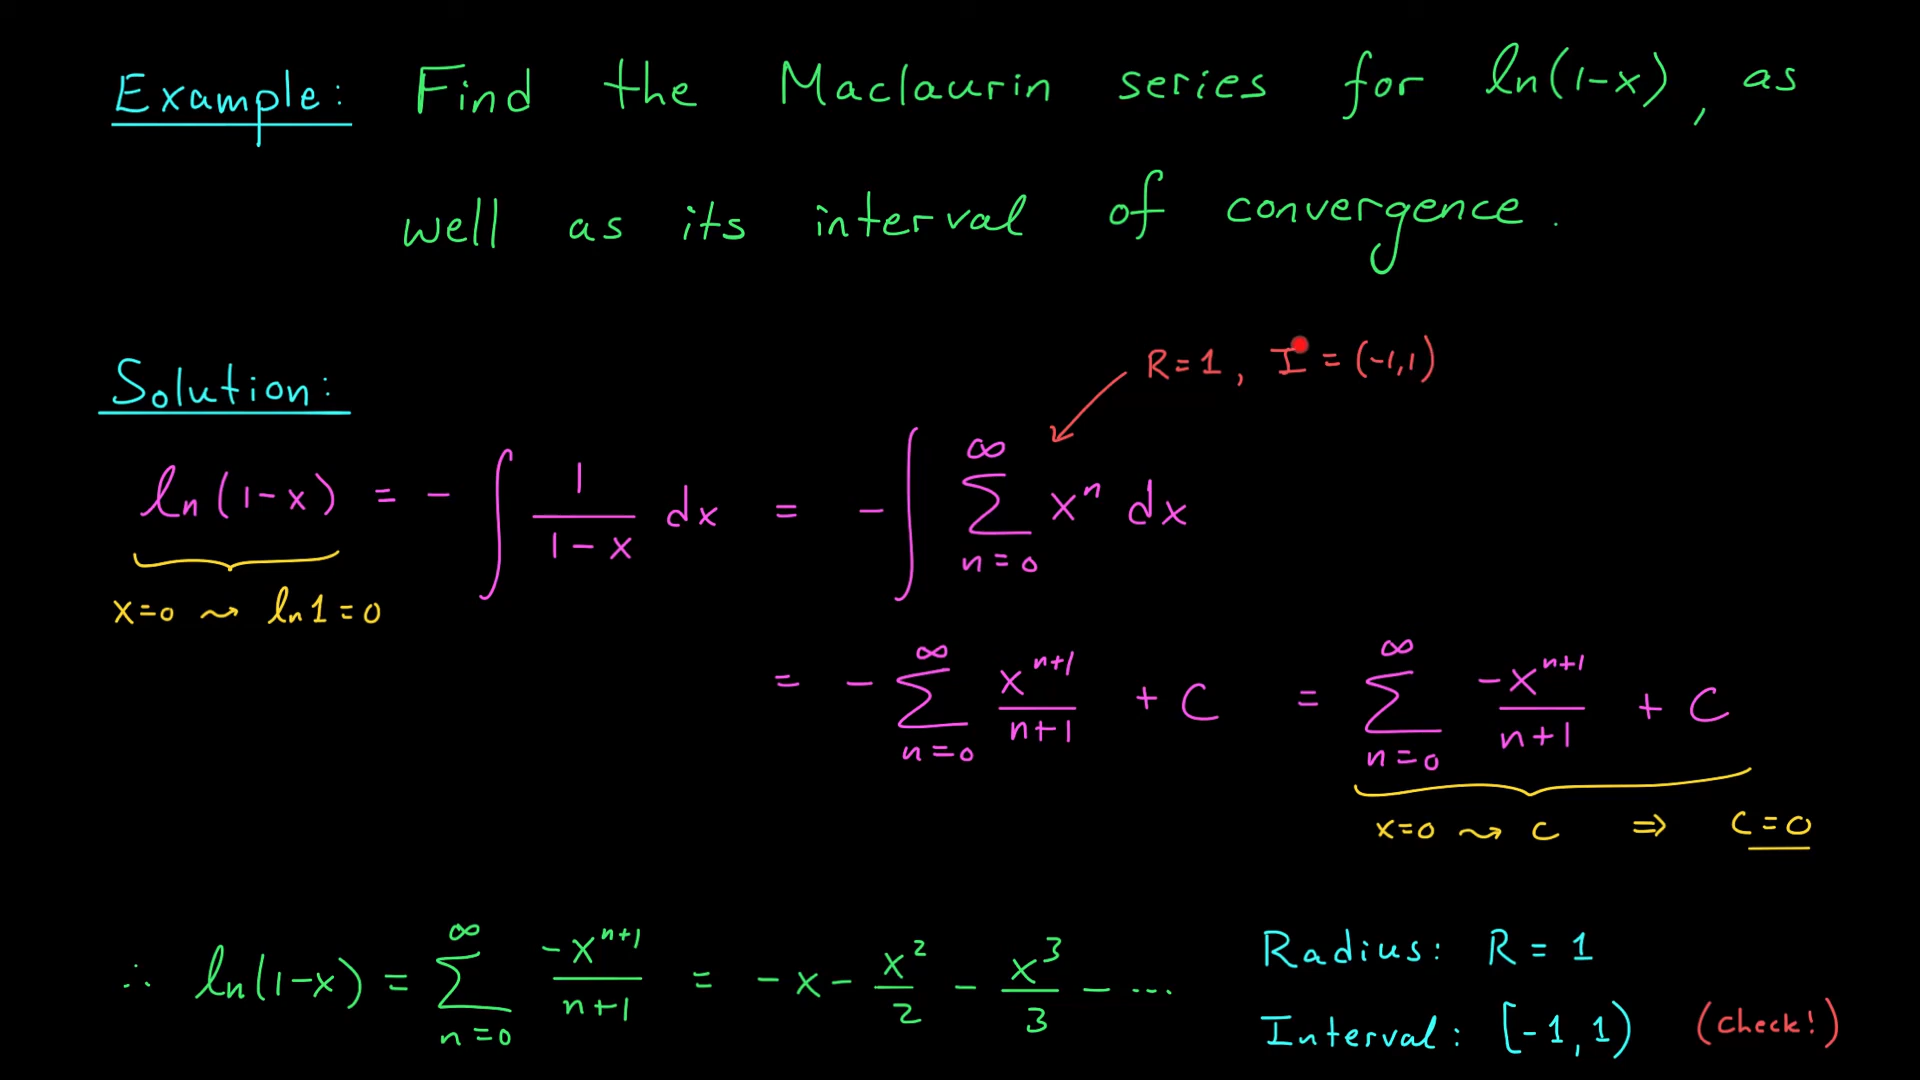 Example: Find the Maclaurin series for ln(1-x), as
well as its interval of convergence.
Solution:
R=1, I = (-1,1)
ln(1-x) = -∫ 1/(1-x) dx = -∫ ∑_{n=0}^{∞} x^n dx
x=0 ⇝ ln1=0
= -∑_{n=0}^{∞} x^{n+1}/(n+1) + C = ∑_{n=0}^{∞} -x^{n+1}/(n+1) + C
x=0 ⇝ C ⇒ C=0
∴ ln(1-x) = ∑_{n=0}^{∞} -x^{n+1}/(n+1) = -x - x^2/2 - x^3/3 - ...
Radius: R = 1
Interval: [-1,1) (Check!)